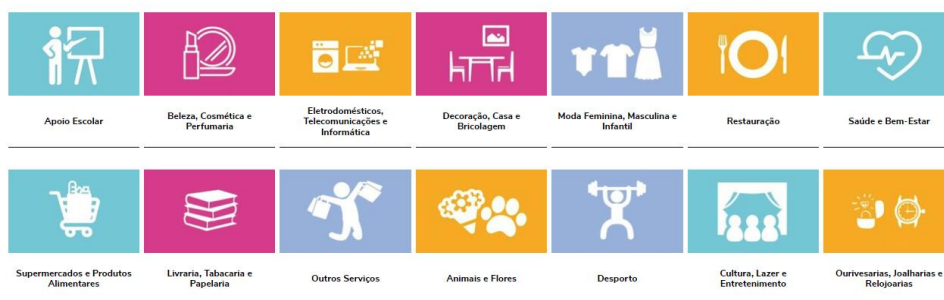 Apoio Escolar
Beleza, Cosmética e
Perfumaria
Eletrodomésticos,
Telecomunicações e
Informática
Decoração, Casa e
Bricolagem
Moda Feminina, Masculina e
Infantil
Restauração
Saúde e Bem-Estar
Supermercados e Produtos
Alimentares
Livraria, Tabacaria e
Papelaria
Outros Serviços
Animais e Flores
Desporto
Cultura, Lazer e
Entretenimento
Ourivesarias, Joalharias e
Relojoarias